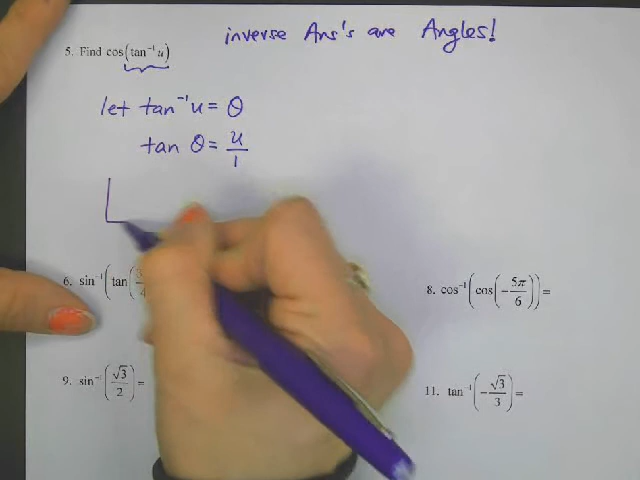 inverse Ans's are Angles!
5. Find cos(tan⁻¹ u)
let tan⁻¹u = θ
tan θ = u/1
6. sin⁻¹(tan(
8. cos⁻¹(cos(-5π/6)) =
9. sin⁻¹(√3/2) =
11. tan⁻¹(-√3/3) =